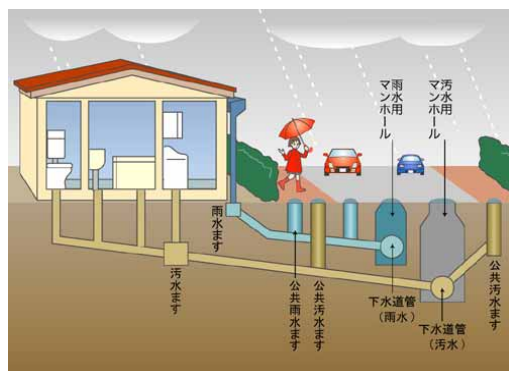 雨水用
マンホール
汚水用
マンホール
雨水ます
汚水ます
公共雨水ます
公共汚水ます
下水道管
(雨水)
下水道管
(汚水)
公共汚水ます